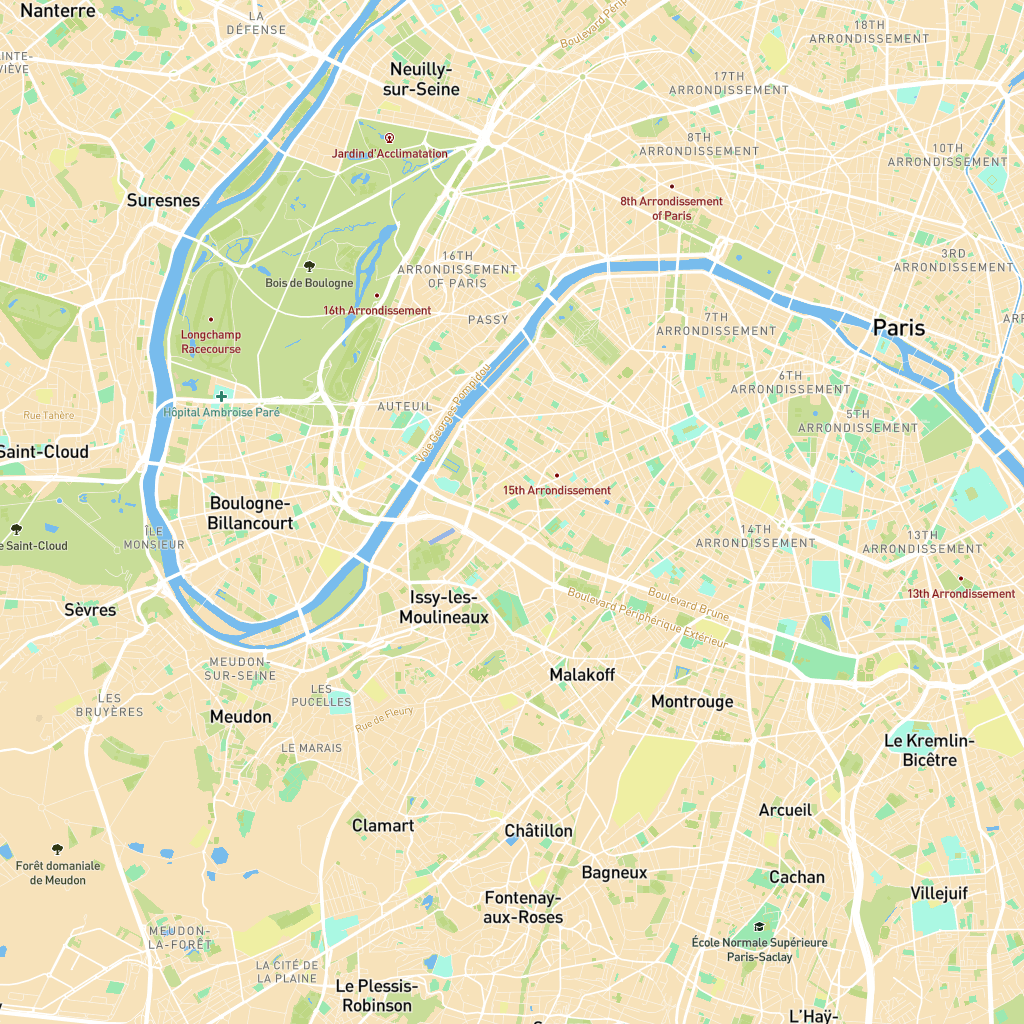 Nanterre
LA
DÉFENSE
Boulevard Périp
18TH
ARRONDISSEMENT
Neuilly-
sur-Seine
17TH
ARRONDISSEMENT
8TH
ARRONDISSEMENT
10TH
ARRONDISSEMENT
Jardin d'Acclimatation
Suresnes
8th Arrondissement
of Paris
16TH
ARRONDISSEMENT
OF PARIS
3RD
ARRONDISSEMENT
Bois de Boulogne
16th Arrondissement
PASSY
7TH
ARRONDISSEMENT
Paris
Longchamp
Racecourse
6TH
ARRONDISSEMENT
Voie Georges Pompidou
Rue Tahère
Hôpital Ambroise Paré
AUTEUIL
5TH
ARRONDISSEMENT
Saint-Cloud
15th Arrondissement
Boulogne-
Billancourt
ÎLE
MONSIEUR
e Saint-Cloud
14TH
ARRONDISSEMENT
13TH
ARRONDISSEMENT
13th Arrondissement
Sèvres
Issy-les-
Moulineaux
Boulevard Brune
Boulevard Périphérique Extérieur
MEUDON-
SUR-SEINE
LES
PUCELLES
Malakoff
LES
BRUYÈRES
Meudon
Rue de Fleury
Montrouge
LE MARAIS
Le Kremlin-
Bicêtre
Clamart
Châtillon
Arcueil
Forêt domaniale
de Meudon
Bagneux
Cachan
Villejuif
Fontenay-
aux-Roses
MEUDON-
LA-FORÊT
École Normale Supérieure
Paris-Saclay
LA CITÉ DE
LA PLAINE
Le Plessis-
Robinson
L'Haÿ-